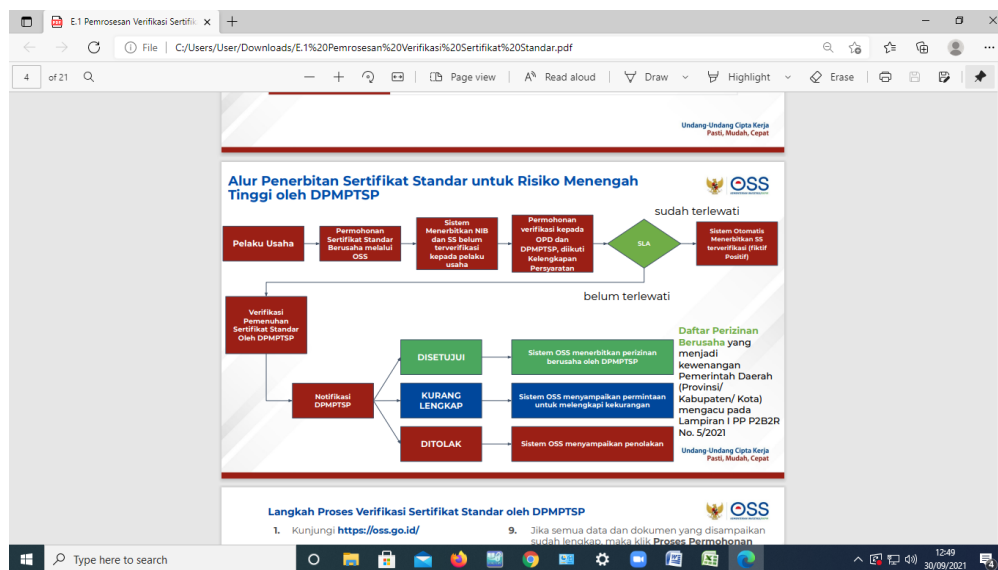 E.1 Pemrosesan Verifikasi Sertifik
File
C:/Users/User/Downloads/E.1%20Pemrosesan%20Verifikasi%20Sertifikat%20Standar.pdf
4 of 21
Page view
Read aloud
Draw
Highlight
Erase
Undang-Undang Cipta Kerja
Pasti, Mudah, Cepat
Alur Penerbitan Sertifikat Standar untuk Risiko Menengah
Tinggi oleh DPMPTSP
OSS
sudah terlewati
Pelaku Usaha
Permohonan
Sertifikat Standar
Berusaha melalui
OSS
Sistem
Menerbitkan NIB
dan SS belum
terverifikasi
kepada pelaku
usaha
Permohonan
verifikasi kepada
OPD dan
DPMPTSP, diikuti
Kelengkapan
Persyaratan
SLA
Sistem Otomatis
Menerbitkan SS
terverifikasi (fiktif
Positif)
belum terlewati
Verifikasi
Pemenuhan
Sertifikat Standar
Oleh DPMPTSP
Notifikasi
DPMPTSP
DISETUJUI
Sistem OSS menerbitkan perizinan
berusaha oleh DPMPTSP
KURANG
LENGKAP
Sistem OSS menyampaikan permintaan
untuk melengkapi kekurangan
DITOLAK
Sistem OSS menyampaikan penolakan
Daftar Perizinan
Berusaha yang
menjadi
kewenangan
Pemerintah Daerah
(Provinsi/
Kabupaten/ Kota)
mengacu pada
Lampiran I PP P2B2R
No. 5/2021
Undang-Undang Cipta Kerja
Pasti, Mudah, Cepat
Langkah Proses Verifikasi Sertifikat Standar oleh DPMPTSP
OSS
1. Kunjungi https://oss.go.id/
9. Jika semua data dan dokumen yang disampaikan
sudah lengkap, maka klik Proses Permohonan
Type here to search
12:49
30/09/2021